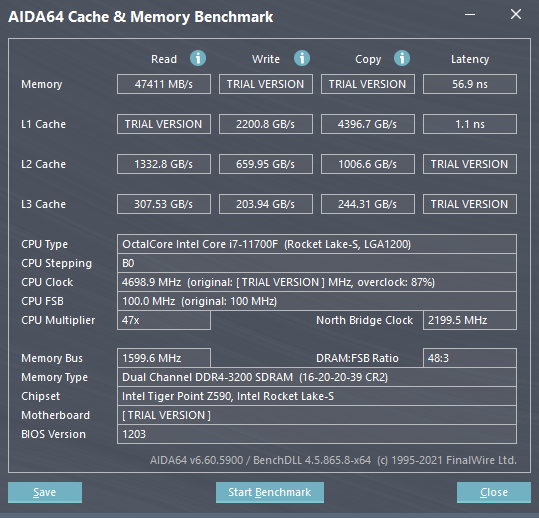 AIDA64 Cache & Memory Benchmark
Read Write Copy Latency
Memory 47411 MB/s TRIAL VERSION TRIAL VERSION 56.9 ns
L1 Cache TRIAL VERSION 2200.8 GB/s 4396.7 GB/s 1.1 ns
L2 Cache 1332.8 GB/s 659.95 GB/s 1006.6 GB/s TRIAL VERSION
L3 Cache 307.53 GB/s 203.94 GB/s 244.31 GB/s TRIAL VERSION
CPU Type OctalCore Intel Core i7-11700F (Rocket Lake-S, LGA1200)
CPU Stepping B0
CPU Clock 4698.9 MHz (original: [ TRIAL VERSION ] MHz, overclock: 87%)
CPU FSB 100.0 MHz (original: 100 MHz)
CPU Multiplier 47x North Bridge Clock 2199.5 MHz
Memory Bus 1599.6 MHz DRAM:FSB Ratio 48:3
Memory Type Dual Channel DDR4-3200 SDRAM (16-20-20-39 CR2)
Chipset Intel Tiger Point Z590, Intel Rocket Lake-S
Motherboard [ TRIAL VERSION ]
BIOS Version 1203
AIDA64 v6.60.5900 / BenchDLL 4.5.865.8-x64 (c) 1995-2021 FinalWire Ltd.
Save Start Benchmark Close